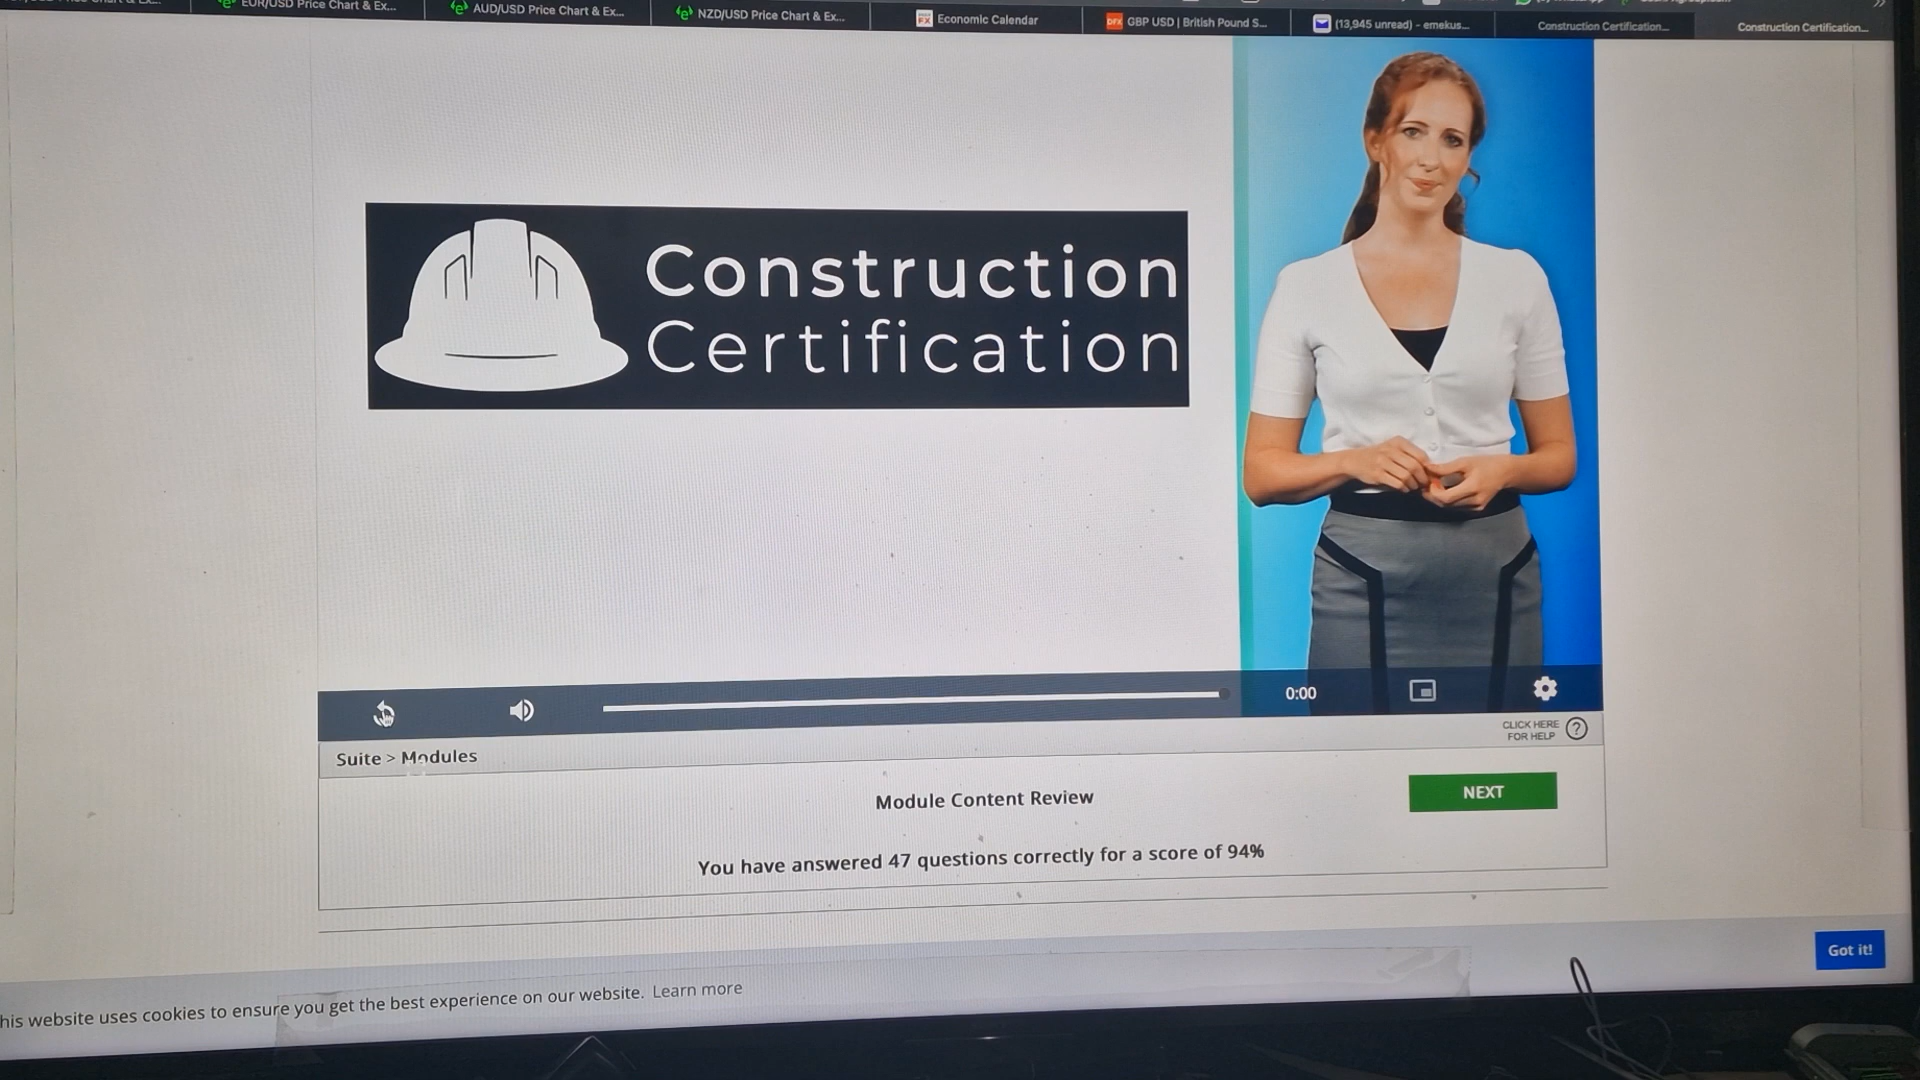 EUR/USD Price Chart & Ex...
AUD/USD Price Chart & Ex...
NZD/USD Price Chart & Ex...
Economic Calendar
GBP USD | British Pound S...
(13,945 unread) - emekus...
Construction Certification...
Construction Certification...
Construction
Certification
0:00
CLICK HERE
FOR HELP
?
Suite > Modules
Module Content Review
NEXT
You have answered 47 questions correctly for a score of 94%
Got it!
his website uses cookies to ensure you get the best experience on our website. Learn more